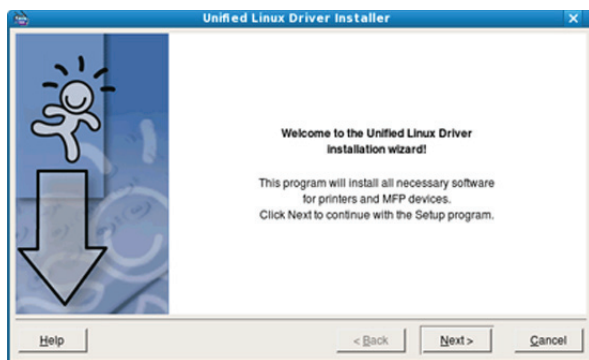 Unified Linux Driver Installer
Welcome to the Unified Linux Driver
installation wizard!
This program will install all necessary software
for printers and MFP devices.
Click Next to continue with the Setup program.
Help
< Back
Next >
Cancel